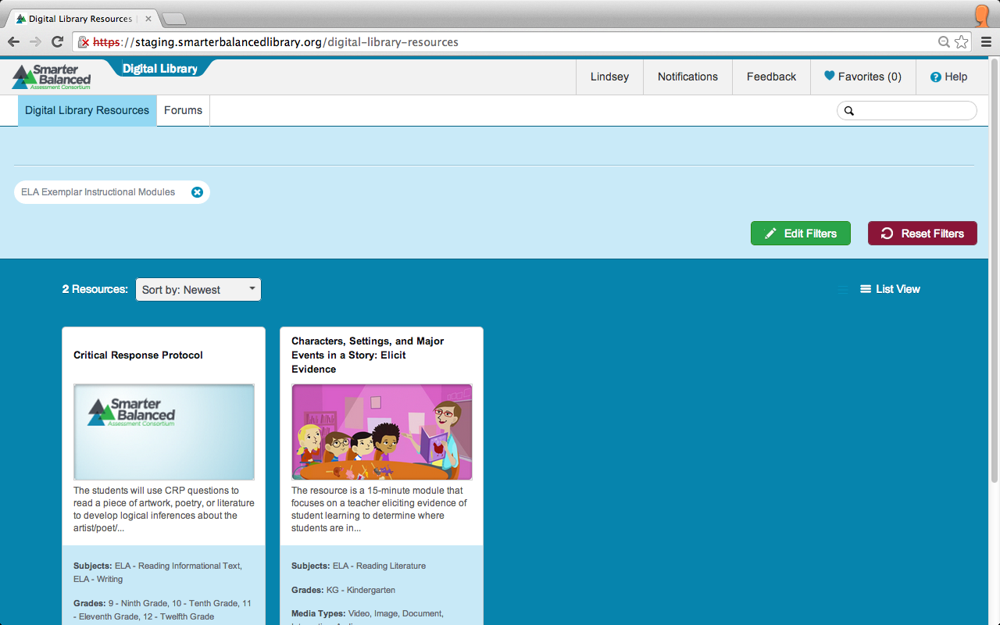 Digital Library Resources
https://staging.smarterbalancedlibrary.org/digital-library-resources
Smarter
Balanced
Assessment Consortium
Digital Library
Lindsey
Notifications
Feedback
Favorites (0)
Help
Digital Library Resources
Forums
ELA Exemplar Instructional Modules
Edit Filters
Reset Filters
2 Resources:
Sort by: Newest
List View
Critical Response Protocol
Smarter
Balanced
Assessment Consortium
The students will use CRP questions to
read a piece of artwork, poetry, or literature
to develop logical inferences about the
artist/poet/...
Subjects: ELA - Reading Informational Text,
ELA - Writing
Grades: 9 - Ninth Grade, 10 - Tenth Grade, 11
- Eleventh Grade, 12 - Twelfth Grade
Characters, Settings, and Major
Events in a Story: Elicit
Evidence
The resource is a 15-minute module that
focuses on a teacher eliciting evidence of
student learning to determine where
students are in...
Subjects: ELA - Reading Literature
Grades: KG - Kindergarten
Media Types: Video, Image, Document,